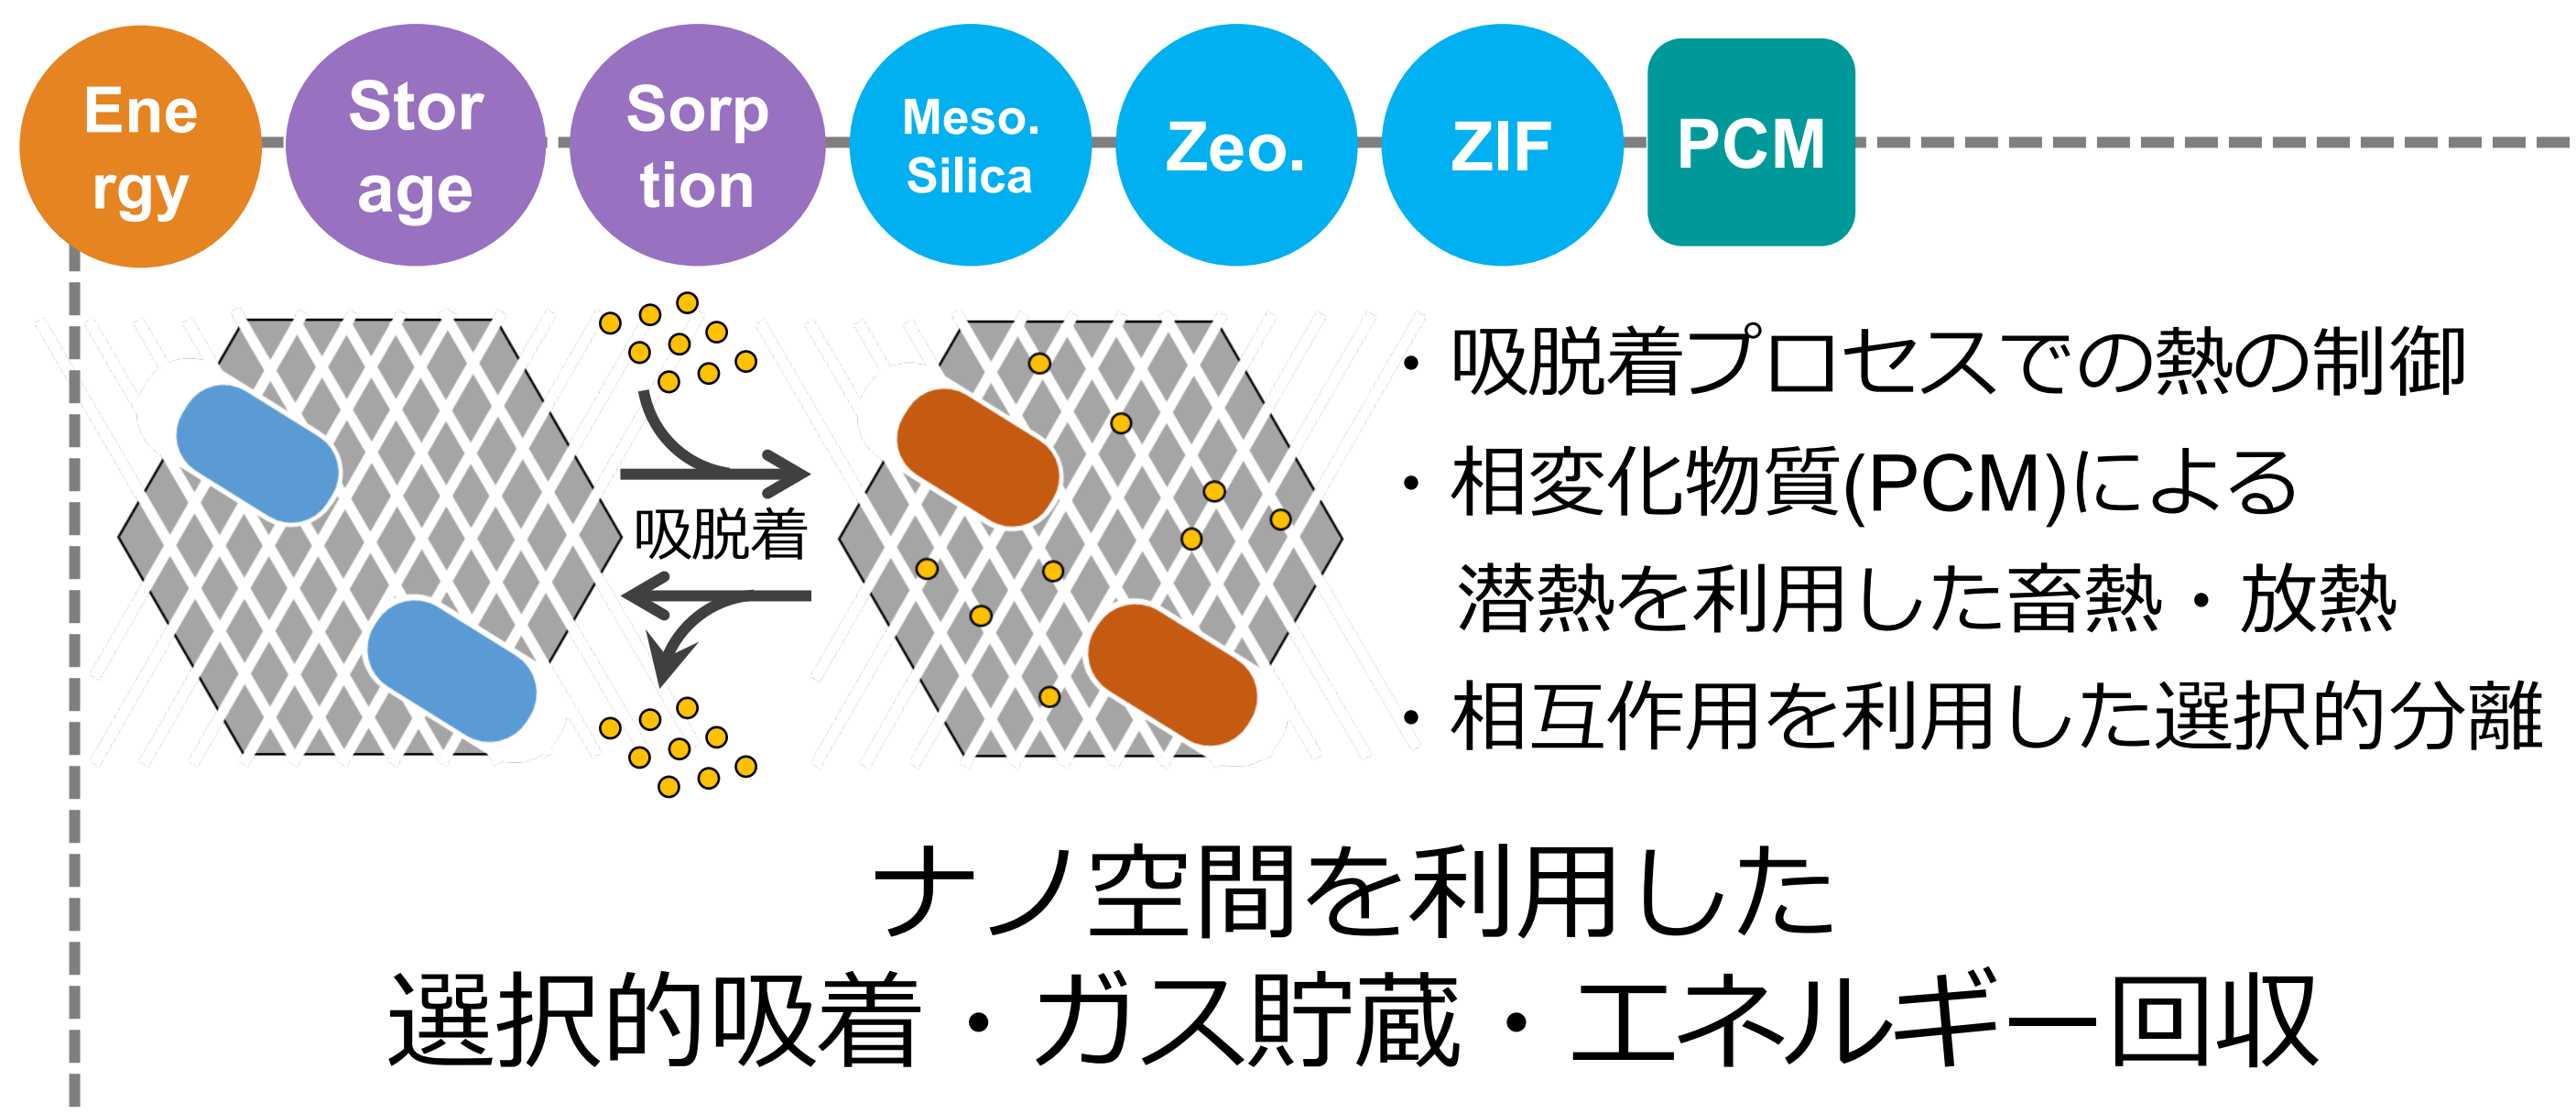 Ene
rgy
Stor
age
Sorp
tion
Meso.
Silica
Zeo.
ZIF
PCM
吸脱着
・吸脱着プロセスでの熱の制御
・相変化物質(PCM)による
潜熱を利用した畜熱・放熱
・相互作用を利用した選択的分離
ナノ空間を利用した
選択的吸着・ガス貯蔵・エネルギー回収